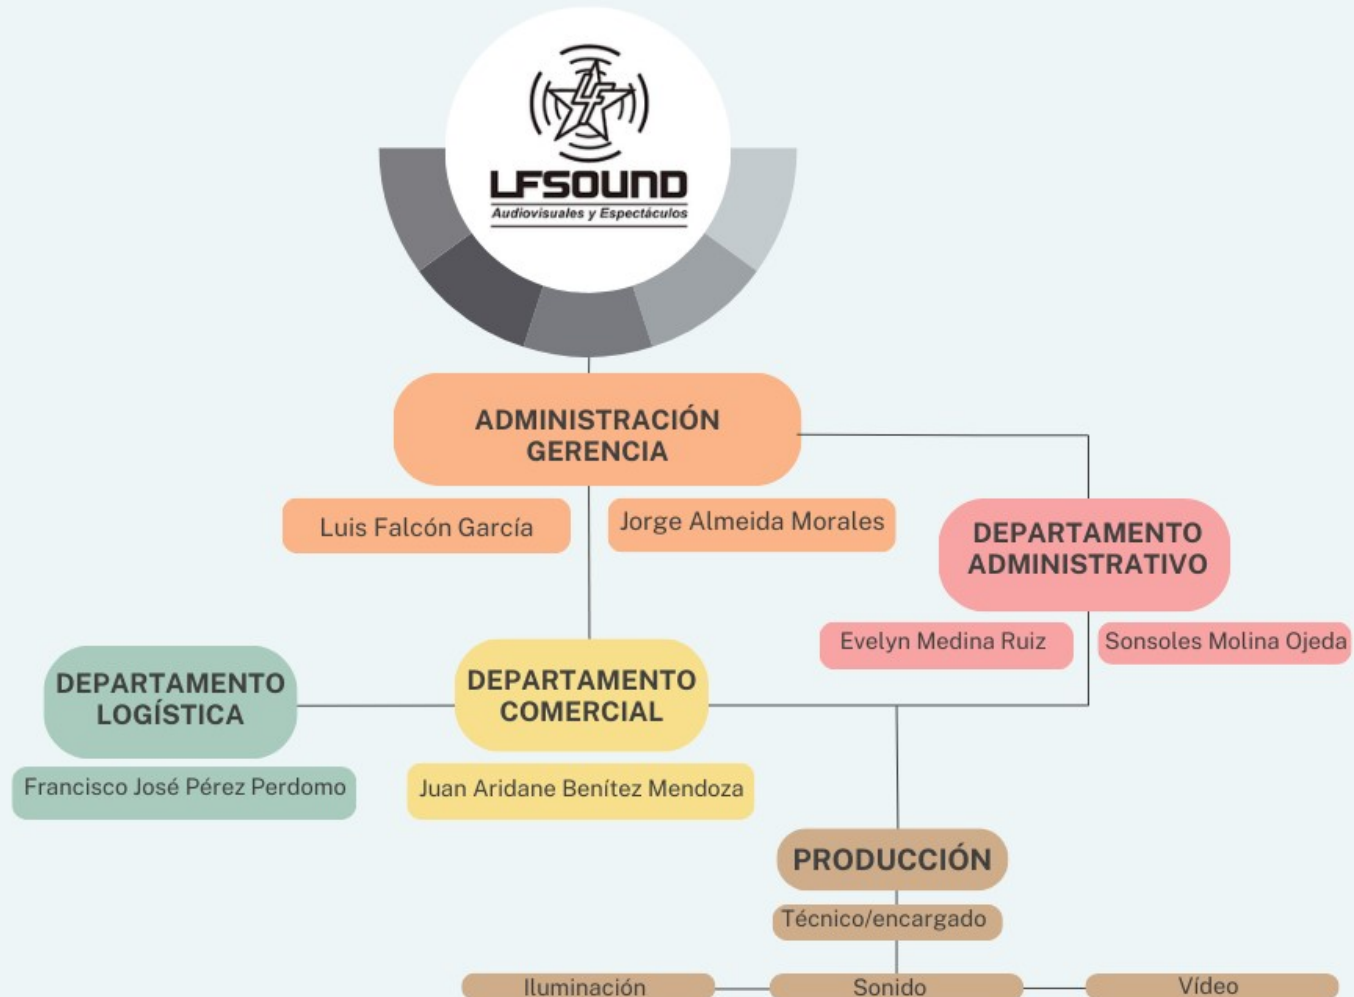 LF
LFSOUND
Audiovisuales y Espectáculos
ADMINISTRACIÓN
GERENCIA
Luis Falcón García
Jorge Almeida Morales
DEPARTAMENTO
ADMINISTRATIVO
Evelyn Medina Ruiz
Sonsoles Molina Ojeda
DEPARTAMENTO
LOGÍSTICA
Francisco José Pérez Perdomo
DEPARTAMENTO
COMERCIAL
Juan Aridane Benítez Mendoza
PRODUCCIÓN
Técnico/encargado
Iluminación
Sonido
Vídeo